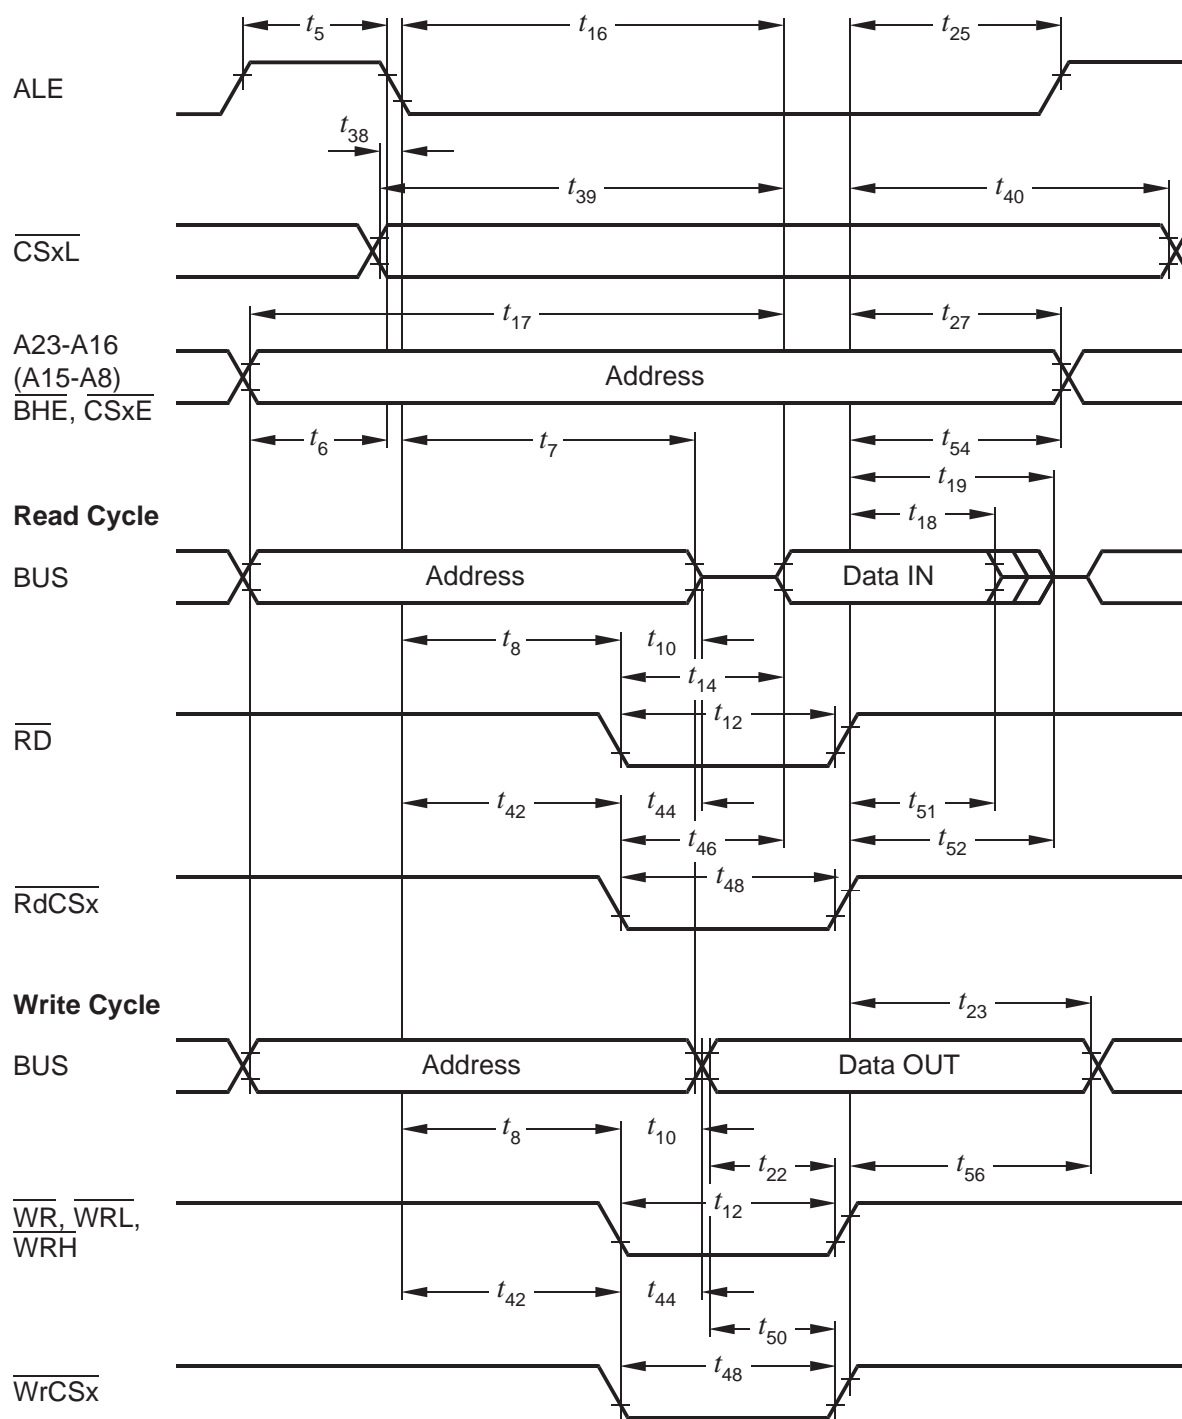 t5 t16 t25
ALE
t38
t39 t40
CSxL
t17 t27
A23-A16
(A15-A8)
BHE, CSxE
Address
t6 t7 t54
t19
Read Cycle
t18
BUS Address Data IN
t8 t10
t14
t12
RD
t42 t44 t51
t46 t52
t48
RdCSx
Write Cycle
t23
BUS Address Data OUT
t8 t10
t22 t56
t12
WR, WRL,
WRH
t42 t44
t50
t48
WrCSx